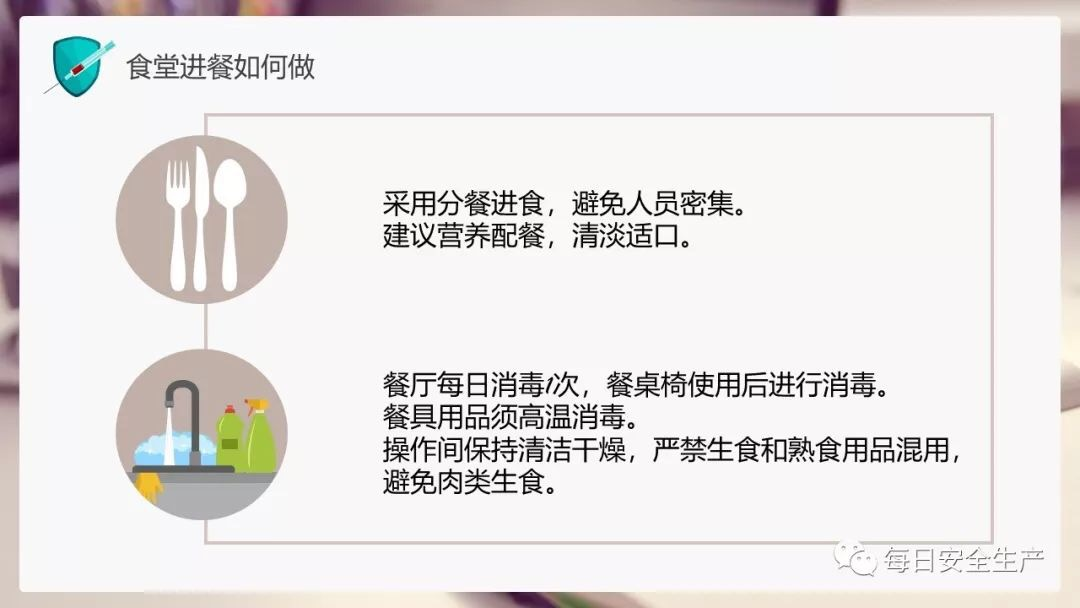 食堂进餐如何做
采用分餐进食，避免人员密集。
建议营养配餐，清淡适口。
餐厅每日消毒1次，餐桌椅使用后进行消毒。
餐具用品须高温消毒。
操作间保持清洁干燥，严禁生食和熟食用品混用，
避免肉类生食。
每日安全生产